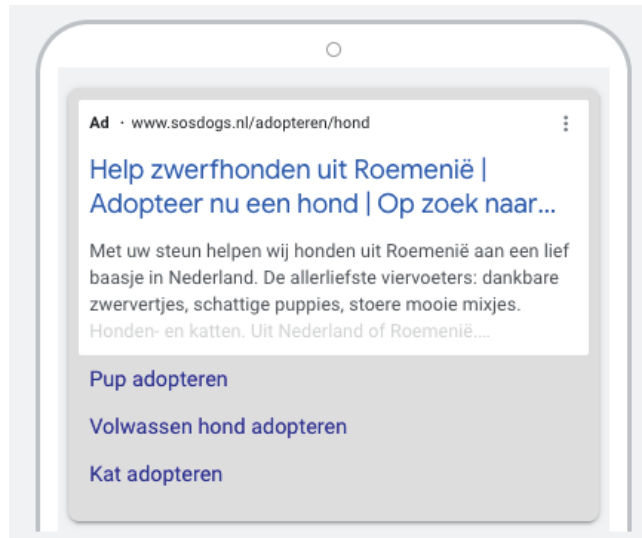 Ad · www.sosdogs.nl/adopteren/hond
Help zwerfhonden uit Roemenië |
Adopteer nu een hond | Op zoek naar...
Met uw steun helpen wij honden uit Roemenië aan een lief
baasje in Nederland. De allerliefste viervoeters: dankbare
zwervertjes, schattige puppies, stoere mooie mixjes.
Honden- en katten. Uit Nederland of Roemenië....
Pup adopteren
Volwassen hond adopteren
Kat adopteren